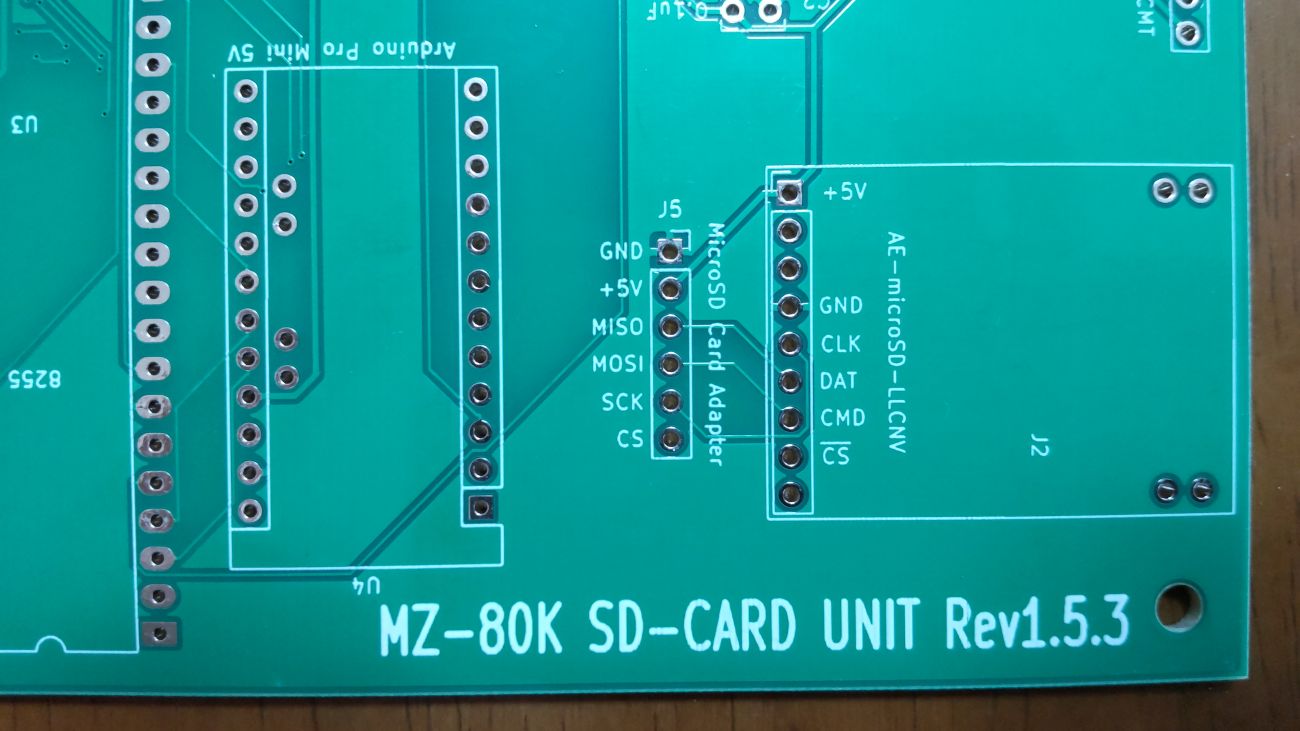 0.1uF
C2
CMT
Arduino Pro Mini 5V
U3
8255
J5
GND
+5V
MISO
MOSI
SCK
CS
MicroSD Card Adapter
+5V
GND
CLK
DAT
CMD
CS
AE-microSD-LLCNV
J2
U4
MZ-80K SD-CARD UNIT Rev1.5.3